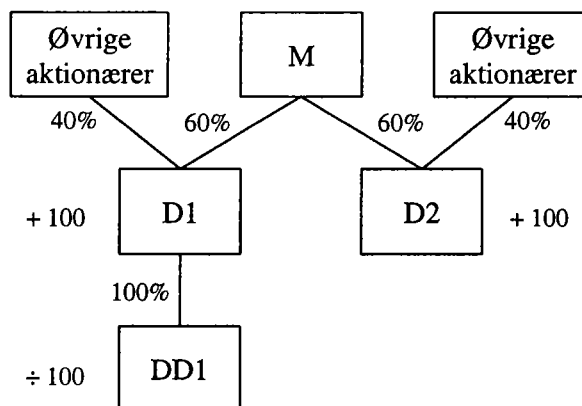 Øvrige
aktionærer
M
Øvrige
aktionærer
40%
60%
60%
40%
+ 100
D1
D2
+ 100
100%
÷ 100
DD1